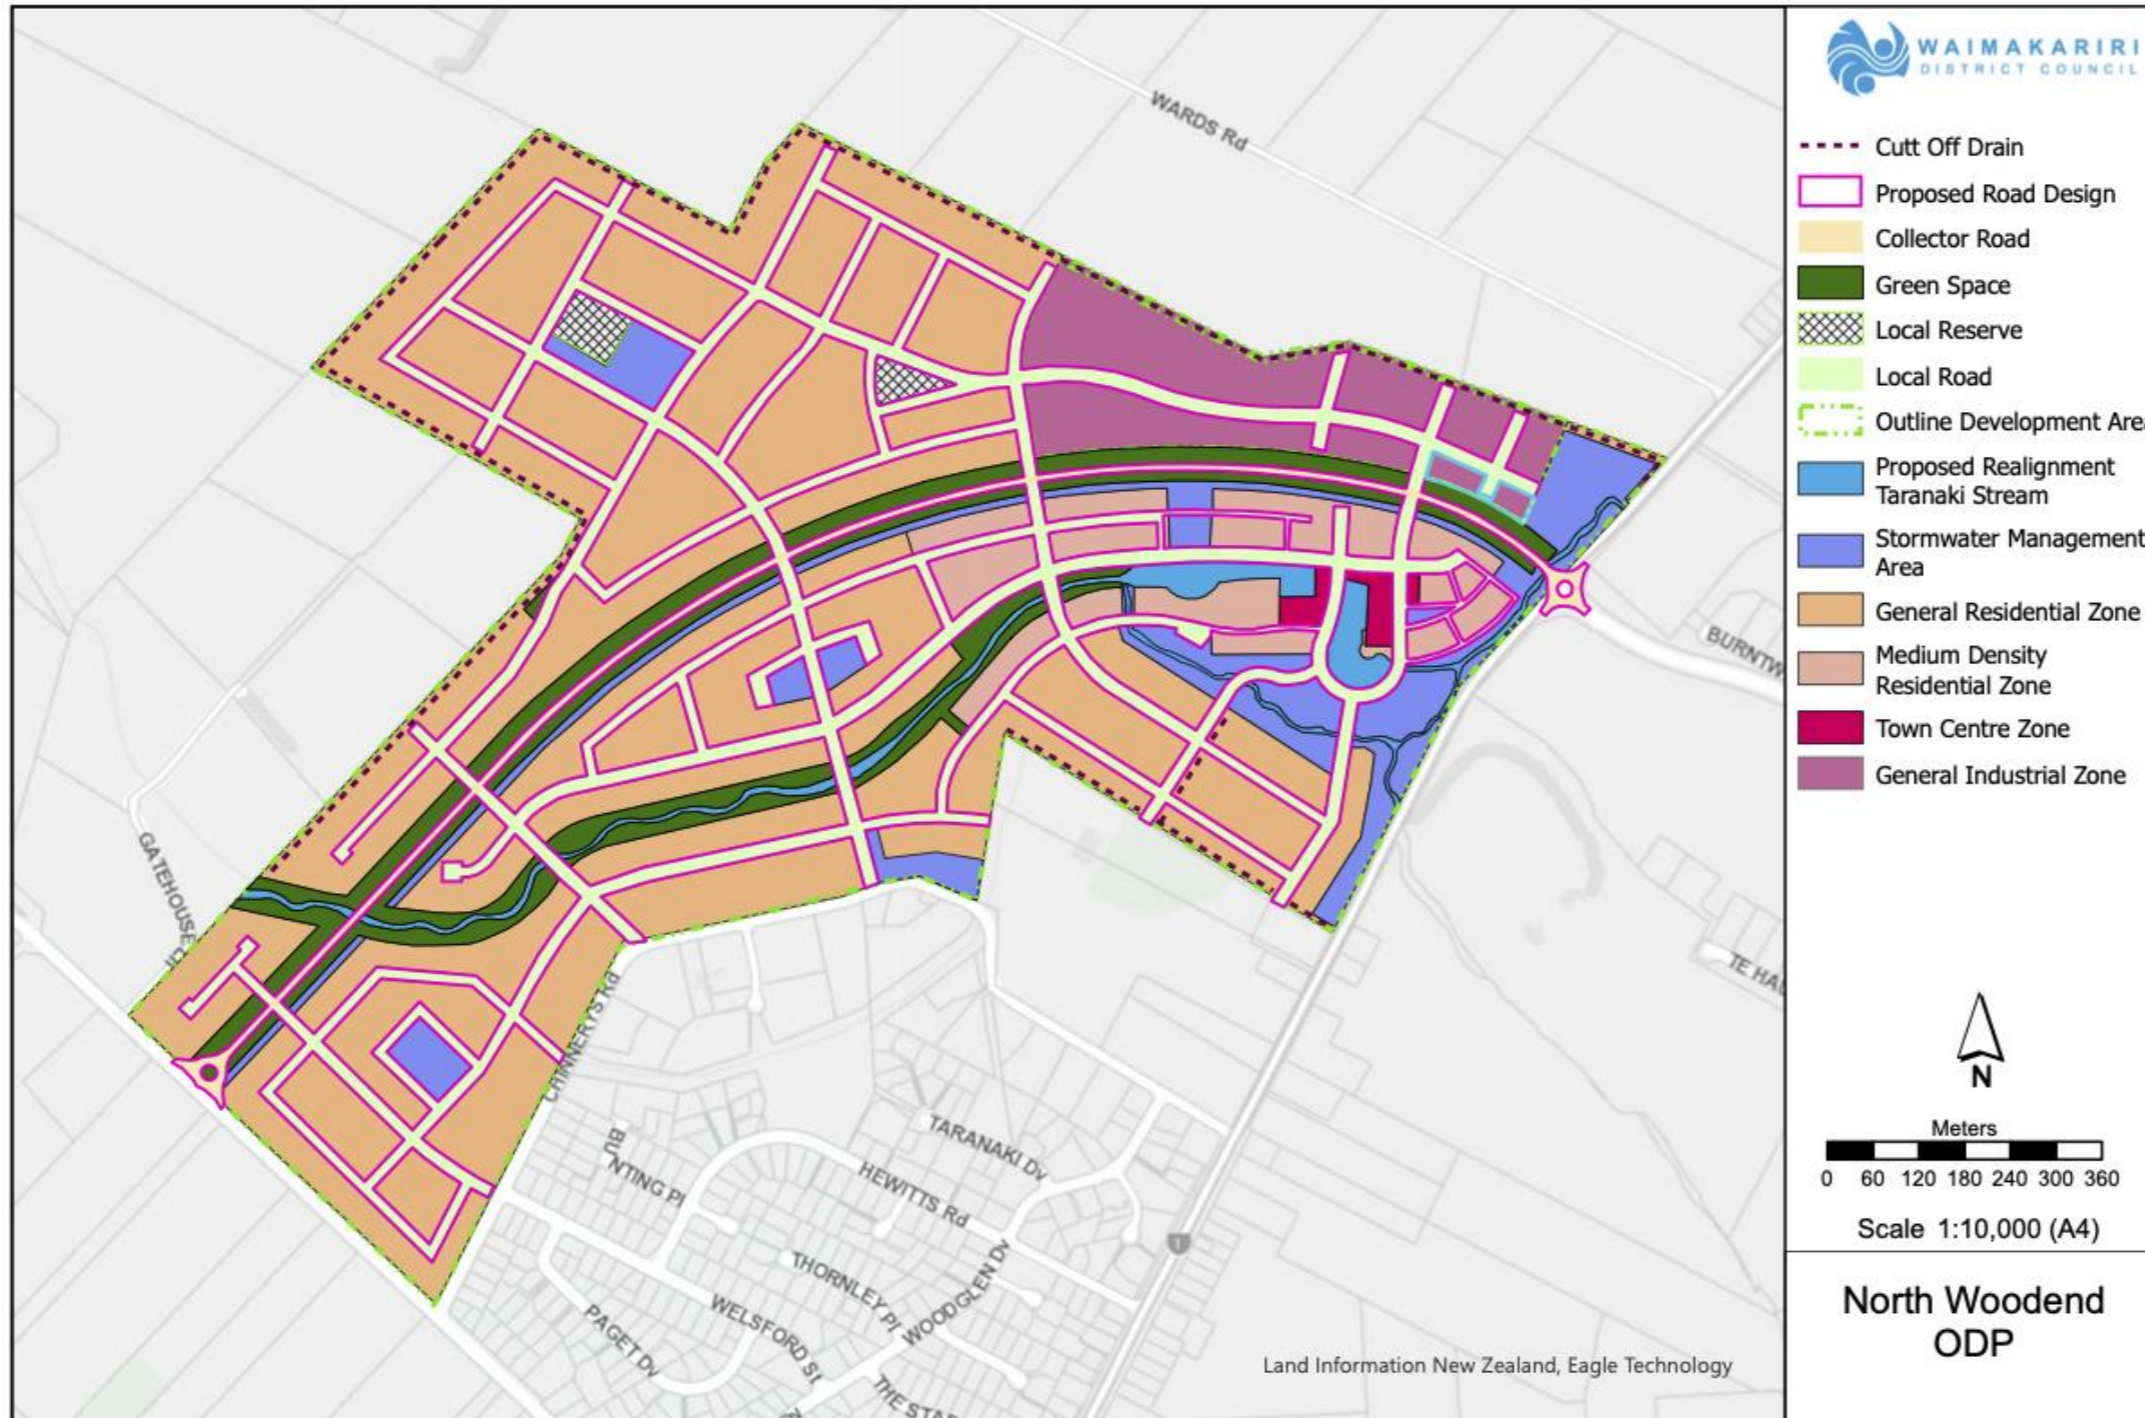 WAIMAKARIRI
DISTRICT COUNCIL
Cutt Off Drain
Proposed Road Design
Collector Road
Green Space
Local Reserve
Local Road
Outline Development Are
Proposed Realignment
Taranaki Stream
Stormwater Management
Area
General Residential Zone
Medium Density
Residential Zone
Town Centre Zone
General Industrial Zone
N
Meters
0 60 120 180 240 300 360
Scale 1:10,000 (A4)
North Woodend
ODP
WARDS Rd
BURNTW
TE HA
GATEHOUSE
CHINNERYS Rd
BU
NTING Pl
TARANAKI Dv
HEWITTS Rd
THORNLEY Pl
WOODGLEN Dv
WELSFORD St
PAGET Dv
THE STA
1
Land Information New Zealand, Eagle Technology